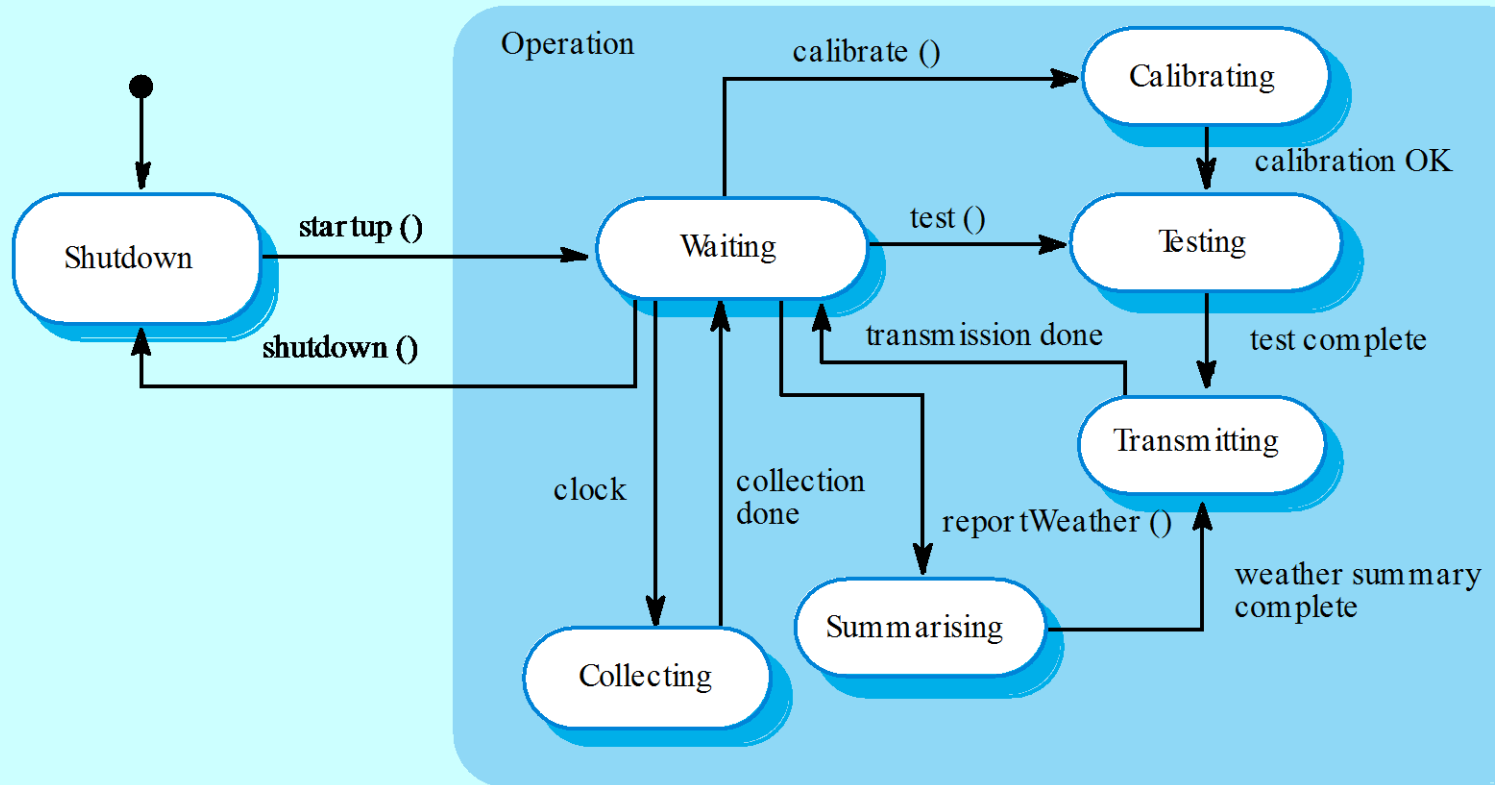 Operation
calibrate ()
Calibrating
calibration OK
startup ()
test ()
Shutdown
Waiting
Testing
shutdown ()
transmission done
test complete
Transmitting
clock
collection
done
reportWeather ()
weather summary
complete
Summarising
Collecting